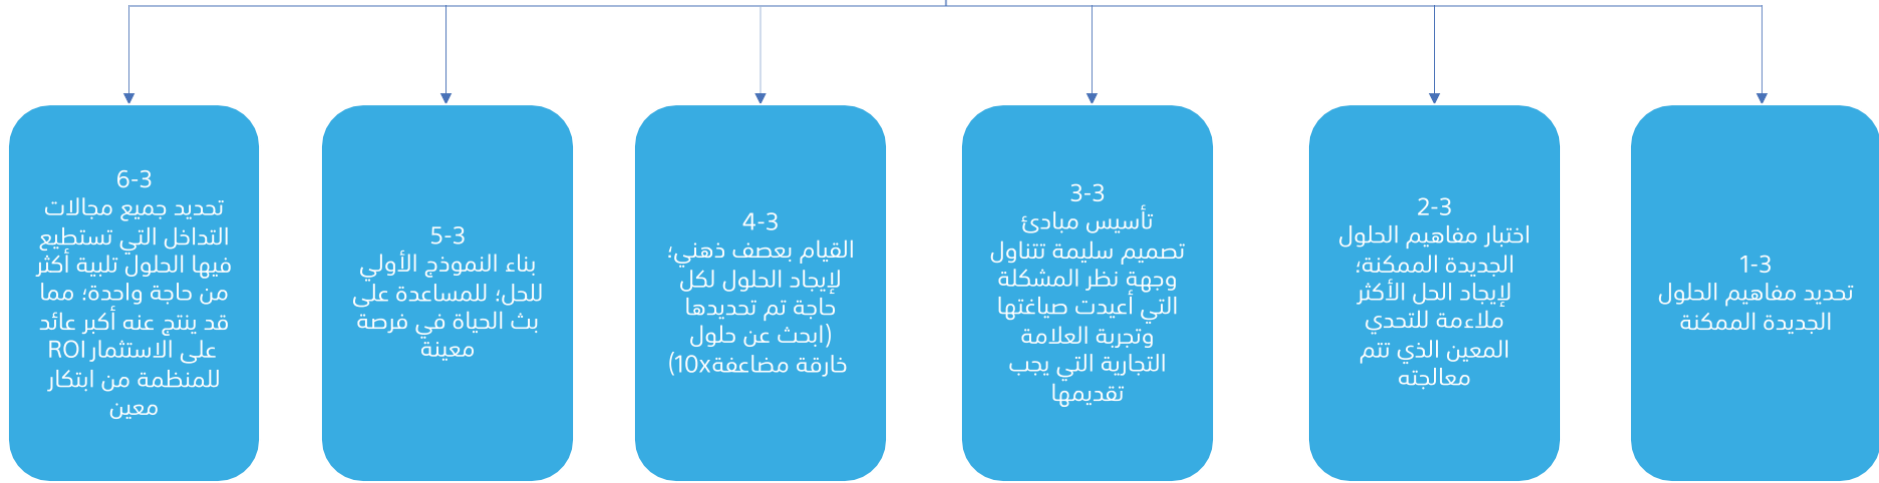 1-3
تحديد مفاهيم الحلول
الجديدة الممكنة
2-3
اختبار مفاهيم الحلول
الجديدة الممكنة؛
لإيجاد الحل الأكثر
ملاءمة للتحدي
المعين الذي تتم
معالجته
3-3
تأسيس مبادئ
تصميم سليمة تتناول
وجهة نظر المشكلة
التي أعيدت صياغتها
وتجربة العلامة
التجارية التي يجب
تقديمها
4-3
القيام بعصف ذهني؛
لإيجاد الحلول لكل
حاجة تم تحديدها
(ابحث عن حلول
خارقة مضاعفة10x)
5-3
بناء النموذج الأولي
للحل؛ للمساعدة على
بث الحياة في فرصة
معينة
6-3
تحديد جميع مجالات
التداخل التي تستطيع
فيها الحلول تلبية أكثر
من حاجة واحدة؛ مما
قد ينتج عنه أكبر عائد
على الاستثمار ROI
للمنظمة من ابتكار
معين